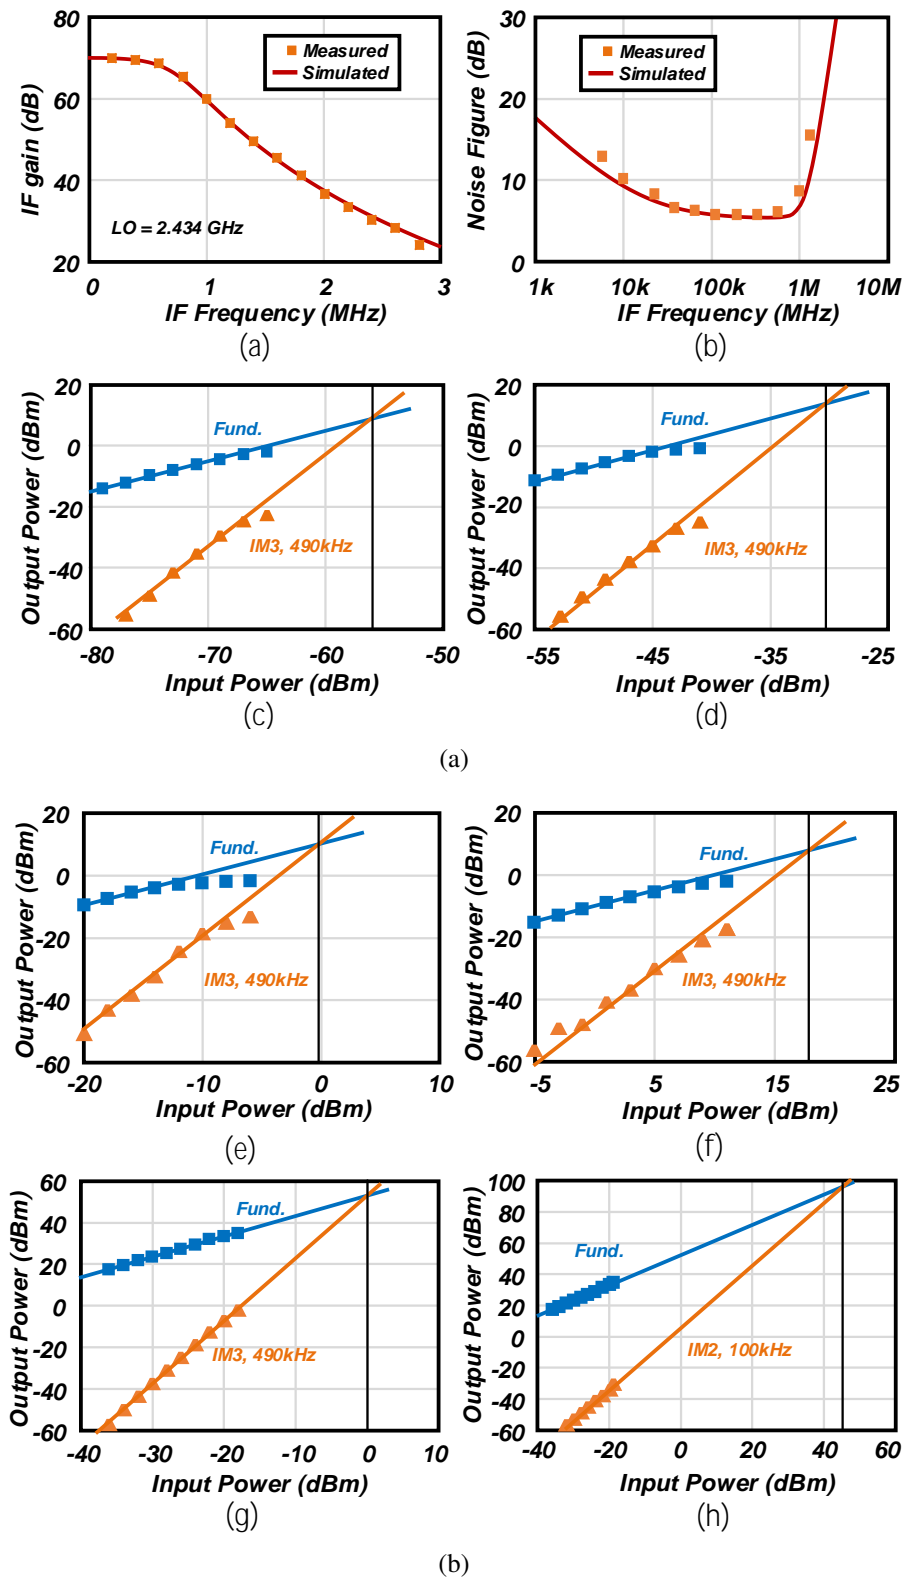 80
60
40
20
IF gain (dB)
Measured
Simulated
LO = 2.434 GHz
0 1 2 3
IF Frequency (MHz)
(a)
30
20
10
0
Noise Figure (dB)
Measured
Simulated
1k 10k 100k 1M 10M
IF Frequency (MHz)
(b)
20
0
-20
-40
-60
Output Power (dBm)
Fund.
IM3, 490kHz
-80 -70 -60 -50
Input Power (dBm)
(c)
20
0
-20
-40
-60
Output Power (dBm)
Fund.
IM3, 490kHz
-55 -45 -35 -25
Input Power (dBm)
(d)
(a)
20
0
-20
-40
-60
Output Power (dBm)
Fund.
IM3, 490kHz
-20 -10 0 10
Input Power (dBm)
(e)
20
0
-20
-40
-60
Output Power (dBm)
Fund.
IM3, 490kHz
-5 5 15 25
Input Power (dBm)
(f)
60
40
20
0
-20
-40
-60
Output Power (dBm)
Fund.
IM3, 490kHz
-40 -30 -20 -10 0 10
Input Power (dBm)
(g)
100
80
60
40
20
0
-20
-40
-60
Output Power (dBm)
Fund.
IM2, 100kHz
-40 -20 0 20 40 60
Input Power (dBm)
(h)
(b)